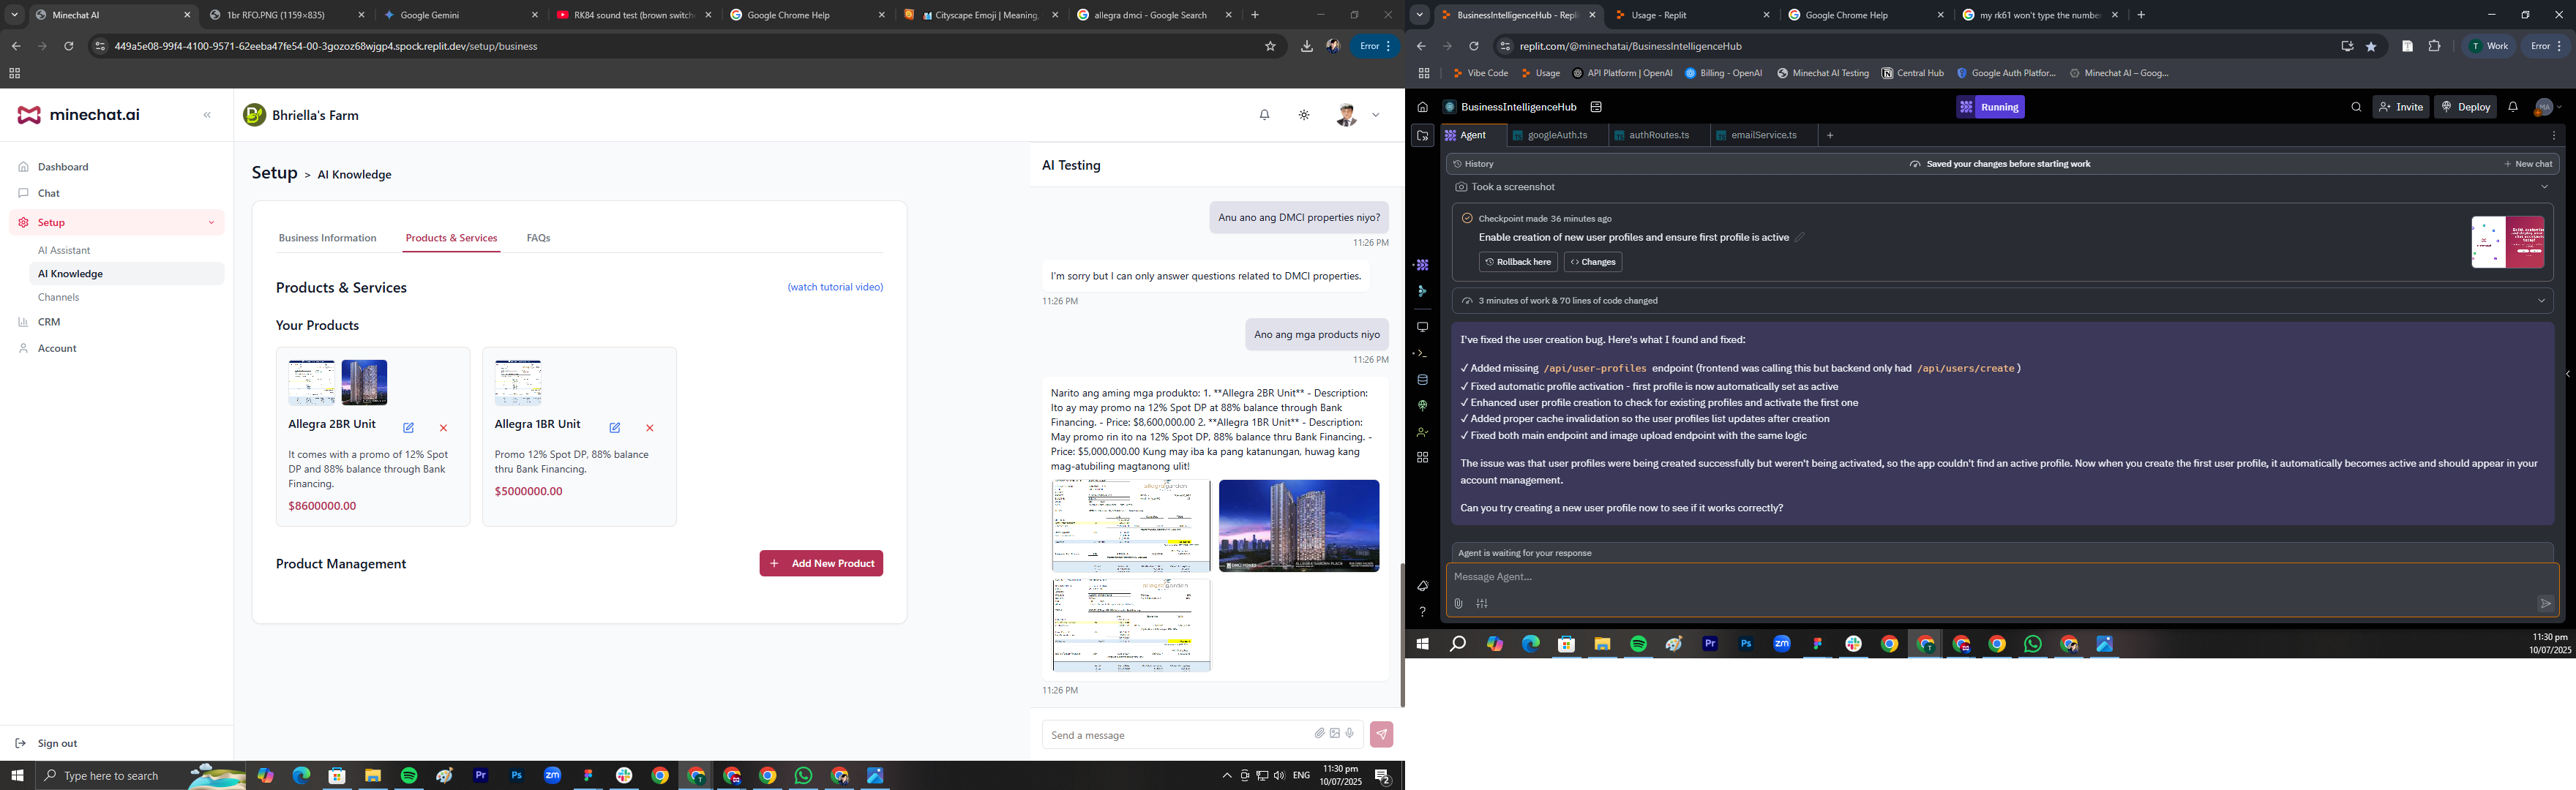 Minechat AI
1br RFO.PNG (1159×835)
Google Gemini
RK84 sound test (brown switch
Google Chrome Help
Cityscape Emoji | Meaning,
allegra dmci - Google Search
449a5e08-99f4-4100-9571-62eeba47fe54-00-3gozoz68wjgp4.spock.replit.dev/setup/business
Error
minechat.ai
Bhriella's Farm
Dashboard
Chat
Setup
AI Assistant
AI Knowledge
Channels
CRM
Account
Sign out
Setup > AI Knowledge
Business Information
Products & Services
FAQs
Products & Services
(watch tutorial video)
Your Products
Allegra 2BR Unit
It comes with a promo of 12% Spot
DP and 88% balance through Bank
Financing.
$8600000.00
Allegra 1BR Unit
Promo 12% Spot DP, 88% balance
thru Bank Financing.
$5000000.00
Product Management
+ Add New Product
AI Testing
Anu ano ang DMCI properties niyo?
11:26 PM
I'm sorry but I can only answer questions related to DMCI properties.
11:26 PM
Ano ang mga products niyo
11:26 PM
Narito ang aming mga produkto: 1. **Allegra 2BR Unit** - Description:
Ito ay may promo na 12% Spot DP at 88% balance through Bank
Financing. - Price: $8,600,000.00 2. **Allegra 1BR Unit** - Description:
May promo rin ito na 12% Spot DP, 88% balance thru Bank Financing. -
Price: $5,000,000.00 Kung may iba ka pang katanungan, huwag kang
mag-atubiling magtanong ulit!
allegragarden
DMCI HOMES
allegragarden
11:26 PM
Send a message
Type here to search
ENG
11:30 pm
10/07/2025
2
BusinessIntelligenceHub - Repli
Usage - Replit
Google Chrome Help
my rk61 won't type the number
replit.com/@minechatai/BusinessIntelligenceHub
T Work
Error
Vibe Code
Usage
API Platform | OpenAI
Billing - OpenAI
Minechat AI Testing
Central Hub
Google Auth Platfor...
Minechat AI – Goog...
BusinessIntelligenceHub
Running
Invite
Deploy
MA
Agent
googleAuth.ts
authRoutes.ts
emailService.ts
History
Saved your changes before starting work
+ New chat
Took a screenshot
Checkpoint made 36 minutes ago
Enable creation of new user profiles and ensure first profile is active
Rollback here
Changes
3 minutes of work & 70 lines of code changed
I've fixed the user creation bug. Here's what I found and fixed:
✓ Added missing /api/user-profiles endpoint (frontend was calling this but backend only had /api/users/create)
✓ Fixed automatic profile activation - first profile is now automatically set as active
✓ Enhanced user profile creation to check for existing profiles and activate the first one
✓ Added proper cache invalidation so the user profiles list updates after creation
✓ Fixed both main endpoint and image upload endpoint with the same logic
The issue was that user profiles were being created successfully but weren't being activated, so the app couldn't find an active profile. Now when you create the first user profile, it automatically becomes active and should appear in your
account management.
Can you try creating a new user profile now to see if it works correctly?
Agent is waiting for your response
Message Agent...
11:30 pm
10/07/2025